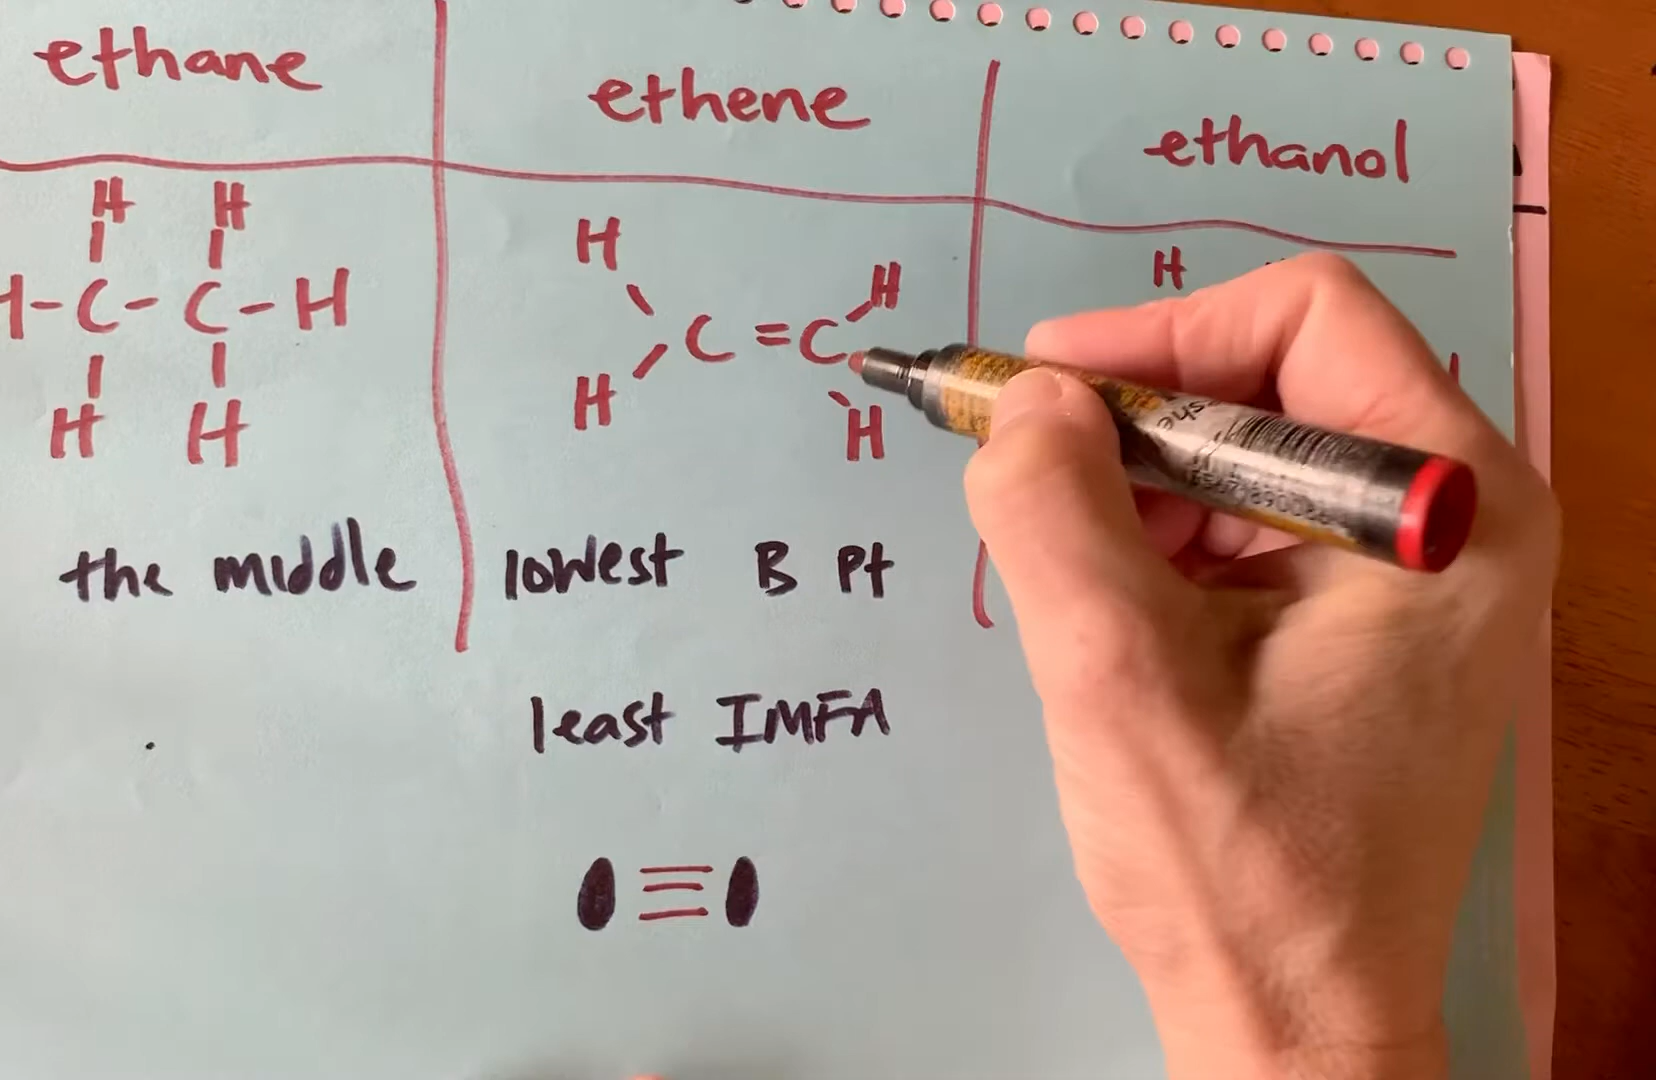 ethane
ethene
ethanol
H H
C - C - H
H H
H
H
C = C
H
H
H
the middle
lowest B Pt
least IMFA